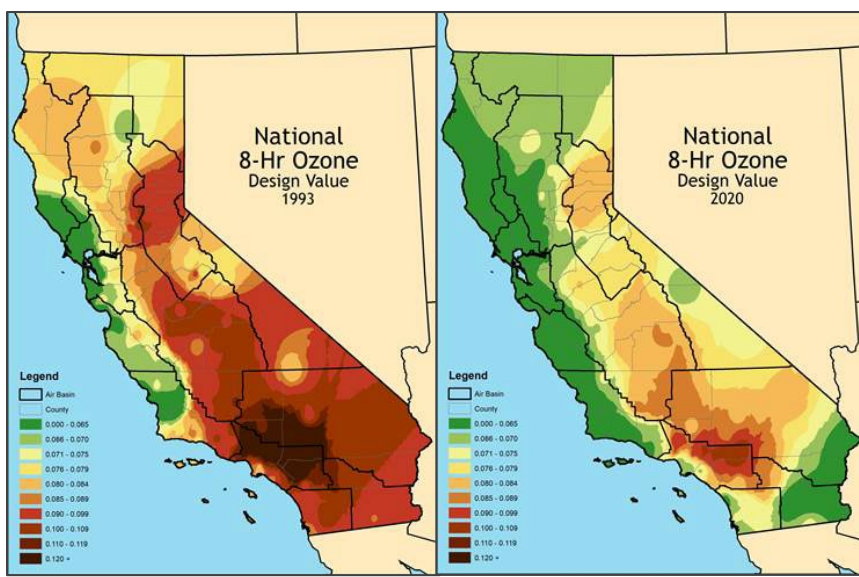 National
8-Hr Ozone
Design Value
1993
Legend
Air Basin
County
0.000 - 0.065
0.066 - 0.070
0.071 - 0.075
0.076 - 0.079
0.080 - 0.084
0.085 - 0.089
0.090 - 0.099
0.100 - 0.109
0.110 - 0.119
0.120 +
National
8-Hr Ozone
Design Value
2020
Legend
Air Basin
County
0.000 - 0.065
0.066 - 0.070
0.071 - 0.075
0.076 - 0.079
0.080 - 0.084
0.085 - 0.089
0.090 - 0.099
0.100 - 0.109
0.110 - 0.119
0.120 +